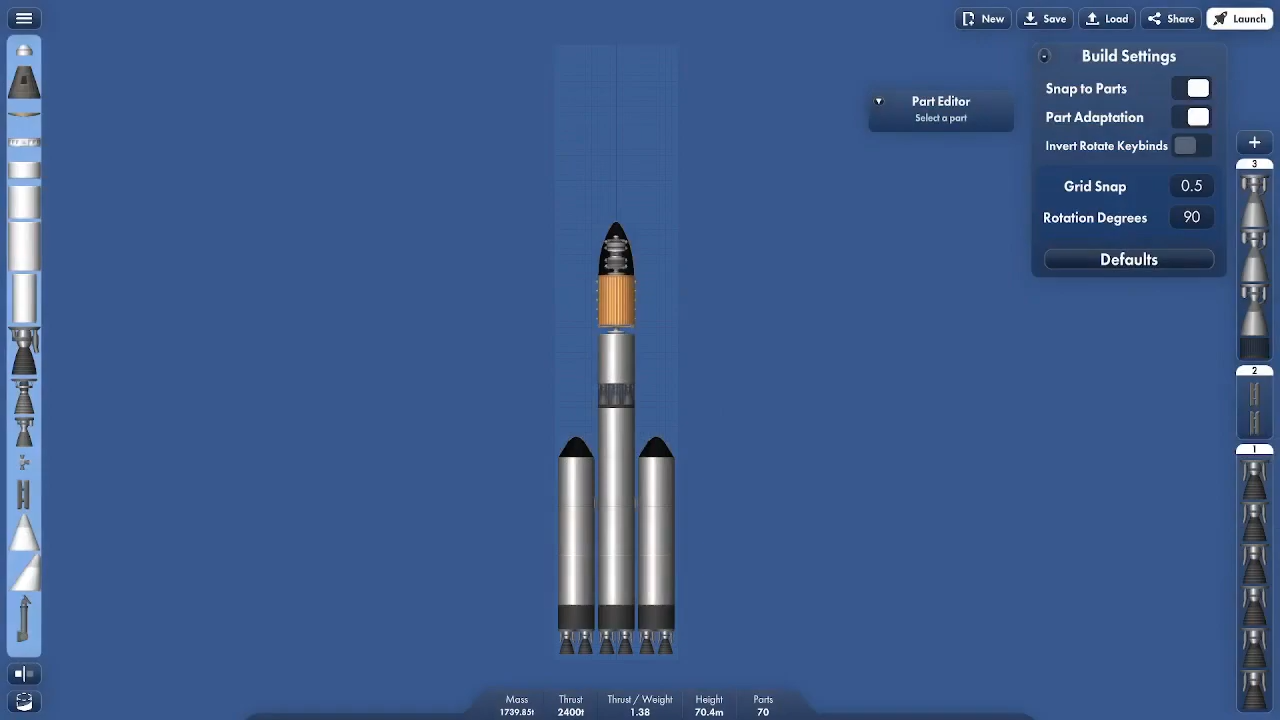 New
Save
Load
Share
Launch
Build Settings
Snap to Parts
Part Adaptation
Invert Rotate Keybinds
Grid Snap 0.5
Rotation Degrees 90
Defaults
Part Editor
Select a part
3
2
1
Mass Thrust Thrust / Weight Height Parts
1739.85t 2400t 1.38 70.4m 70